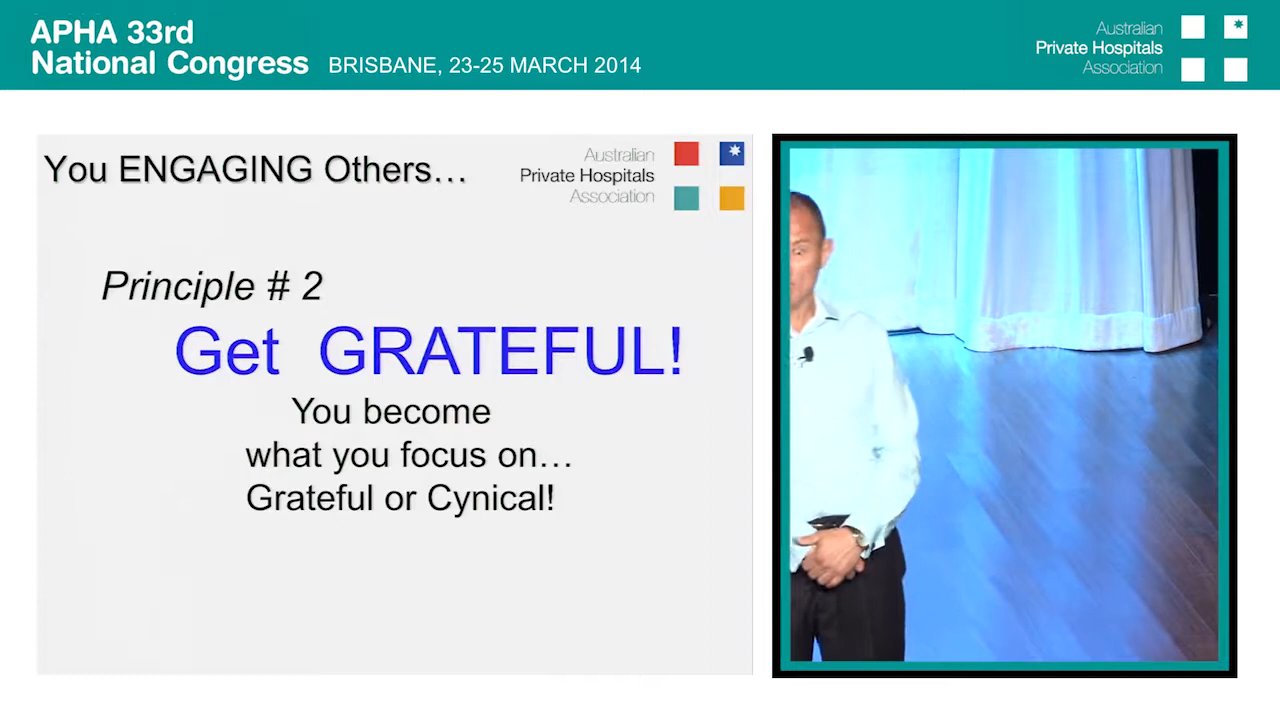 APHA 33rd
National Congress BRISBANE, 23-25 MARCH 2014
Australian
Private Hospitals
Association
You ENGAGING Others…
Australian
Private Hospitals
Association
Principle # 2
Get GRATEFUL!
You become
what you focus on…
Grateful or Cynical!